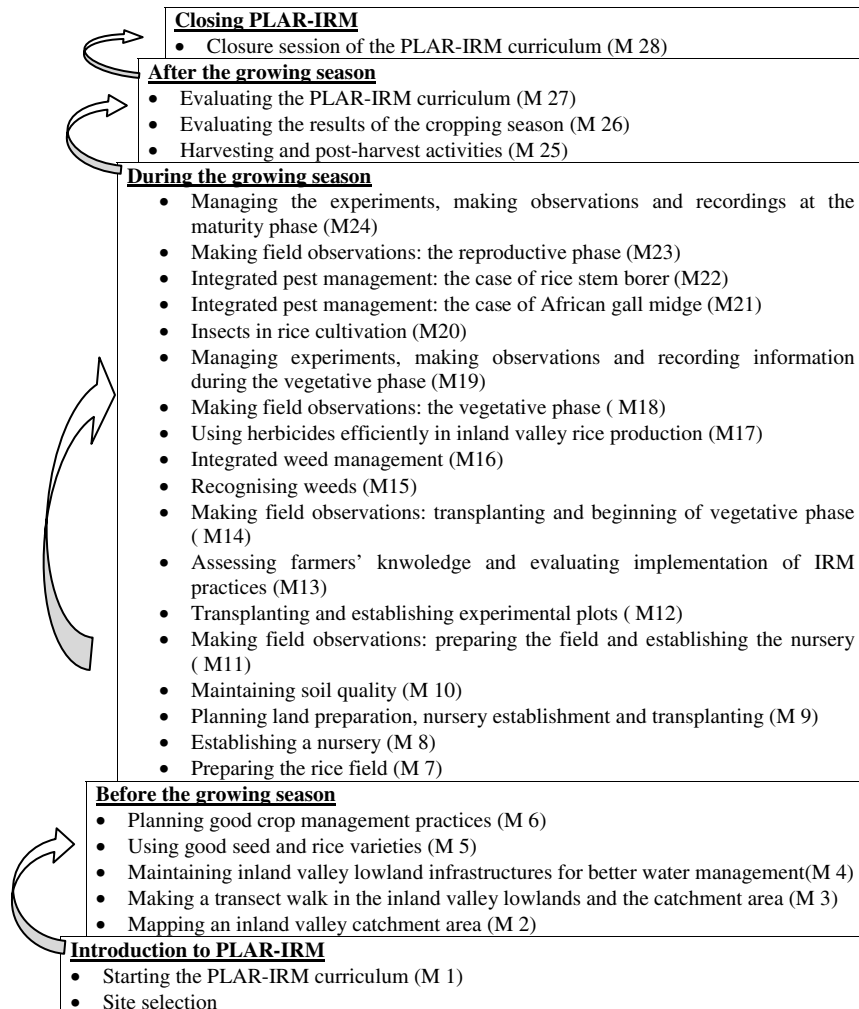 Closing PLAR-IRM
• Closure session of the PLAR-IRM curriculum (M 28)
After the growing season
• Evaluating the PLAR-IRM curriculum (M 27)
• Evaluating the results of the cropping season (M 26)
• Harvesting and post-harvest activities (M 25)
During the growing season
• Managing the experiments, making observations and recordings at the
maturity phase (M24)
• Making field observations: the reproductive phase (M23)
• Integrated pest management: the case of rice stem borer (M22)
• Integrated pest management: the case of African gall midge (M21)
• Insects in rice cultivation (M20)
• Managing experiments, making observations and recording information
during the vegetative phase (M19)
• Making field observations: the vegetative phase ( M18)
• Using herbicides efficiently in inland valley rice production (M17)
• Integrated weed management (M16)
• Recognising weeds (M15)
• Making field observations: transplanting and beginning of vegetative phase
( M14)
• Assessing farmers’ knwoledge and evaluating implementation of IRM
practices (M13)
• Transplanting and establishing experimental plots ( M12)
• Making field observations: preparing the field and establishing the nursery
( M11)
• Maintaining soil quality (M 10)
• Planning land preparation, nursery establishment and transplanting (M 9)
• Establishing a nursery (M 8)
• Preparing the rice field (M 7)
Before the growing season
• Planning good crop management practices (M 6)
• Using good seed and rice varieties (M 5)
• Maintaining inland valley lowland infrastructures for better water management(M 4)
• Making a transect walk in the inland valley lowlands and the catchment area (M 3)
• Mapping an inland valley catchment area (M 2)
Introduction to PLAR-IRM
• Starting the PLAR-IRM curriculum (M 1)
• Site selection